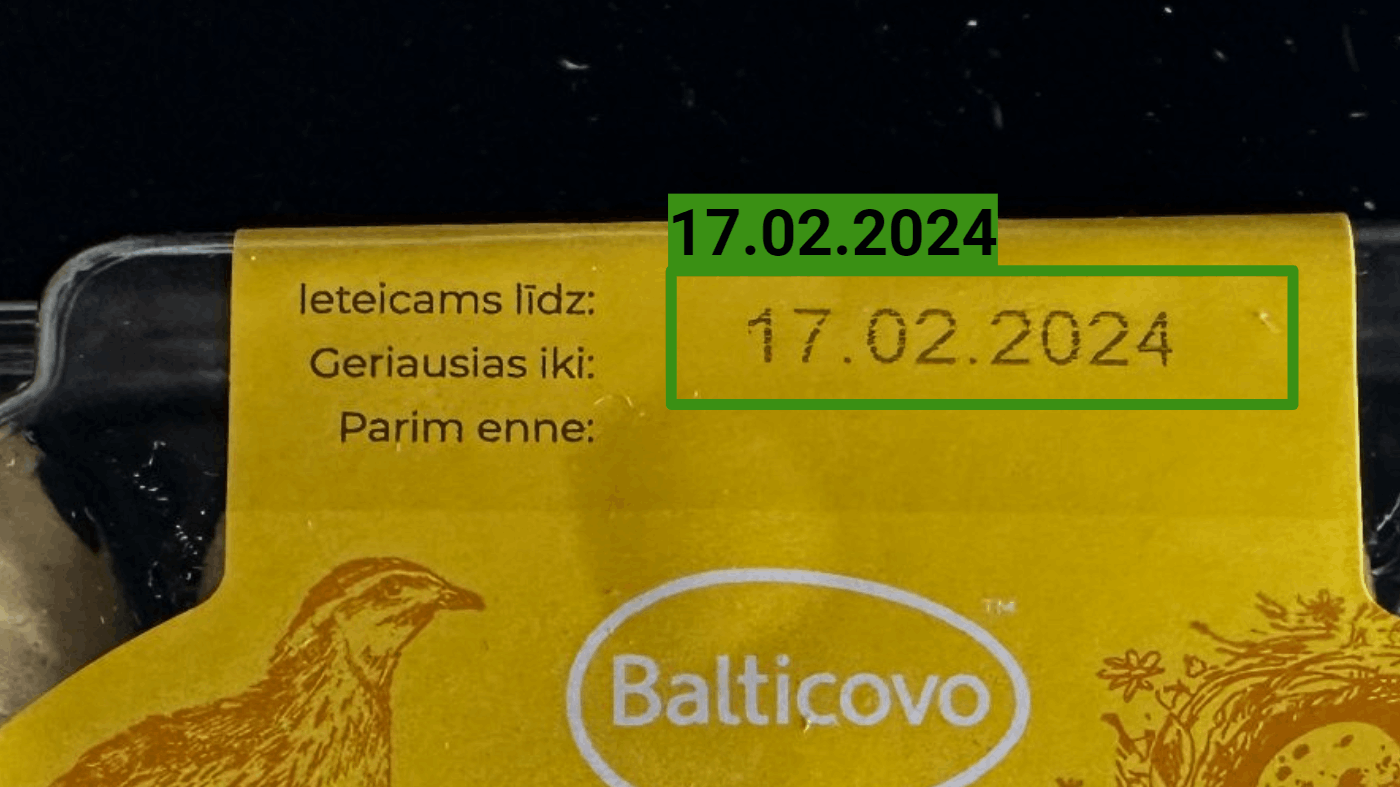 17.02.2024
Ieteicams līdz: 17.02.2024
Geriausias iki:
Parim enne:
Balticovo
TM